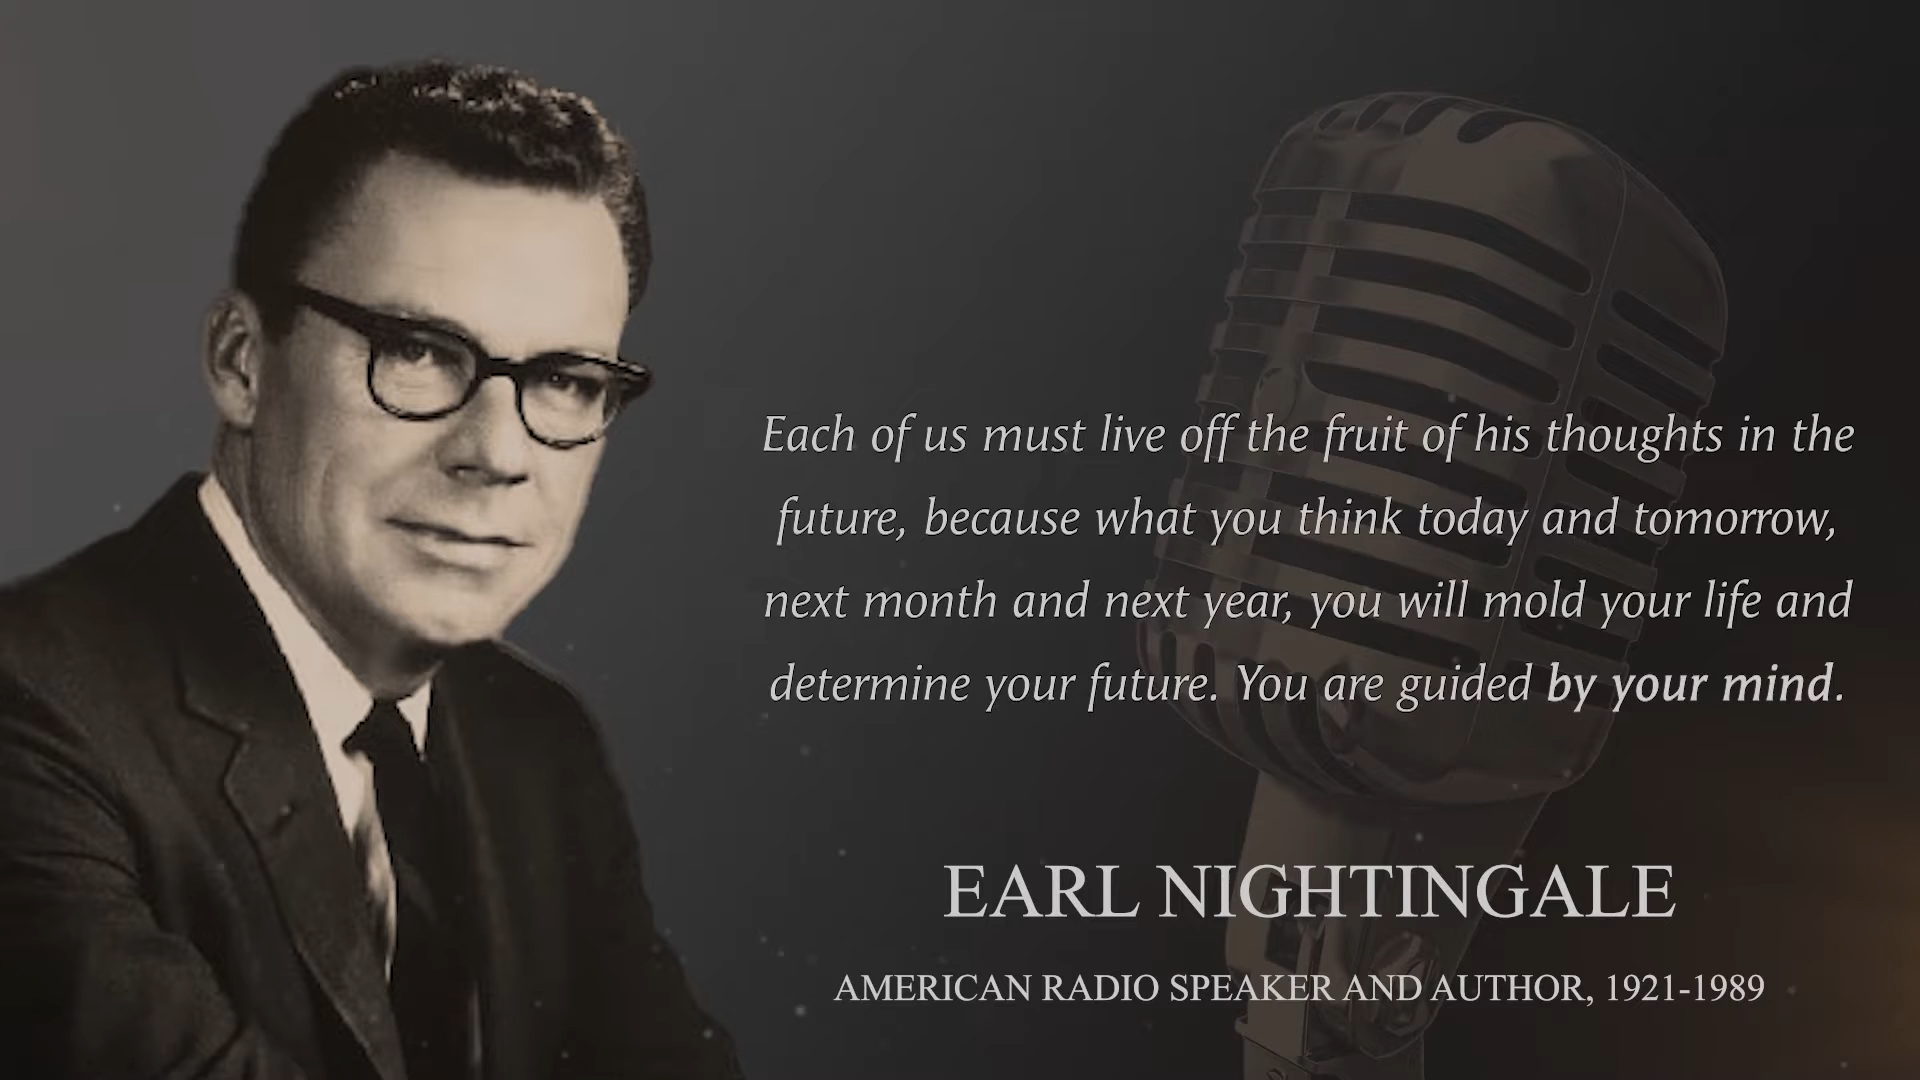 Each of us must live off the fruit of his thoughts in the
future, because what you think today and tomorrow,
next month and next year, you will mold your life and
determine your future. You are guided by your mind.
EARL NIGHTINGALE
AMERICAN RADIO SPEAKER AND AUTHOR, 1921-1989